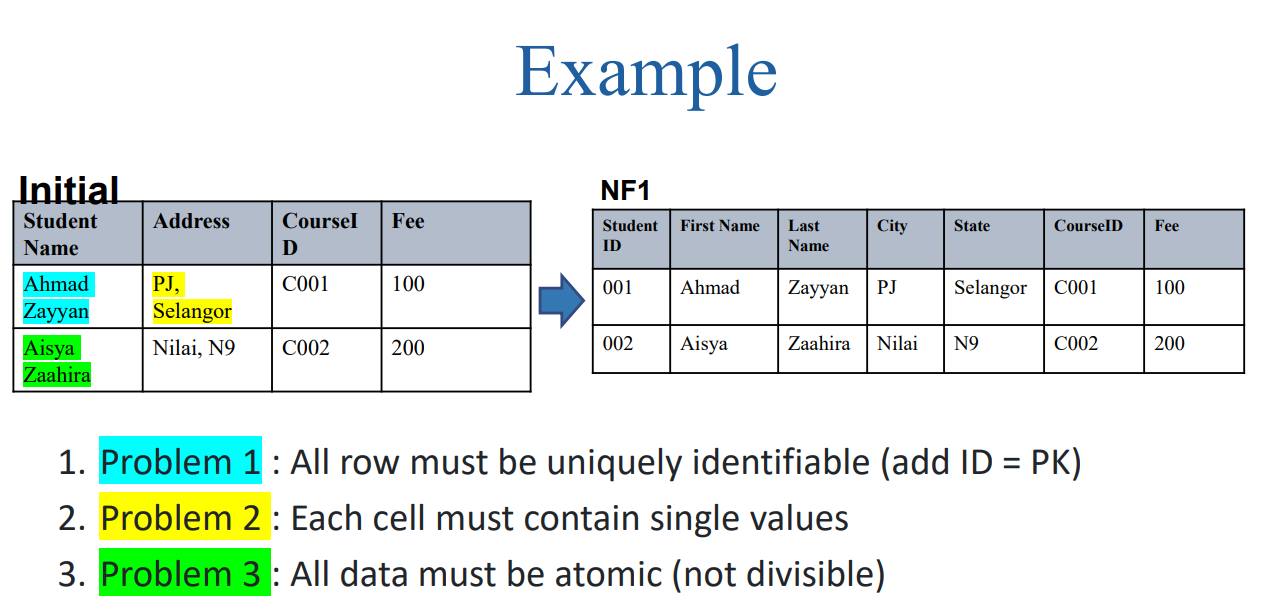 Example
Initial
Student Name Address CourseI D Fee
Ahmad Zayyan PJ, Selangor C001 100
Aisya Zaahira Nilai, N9 C002 200
NF1
Student ID First Name Last Name City State CourseID Fee
001 Ahmad Zayyan PJ Selangor C001 100
002 Aisya Zaahira Nilai N9 C002 200
1. Problem 1 : All row must be uniquely identifiable (add ID = PK)
2. Problem 2 : Each cell must contain single values
3. Problem 3 : All data must be atomic (not divisible)